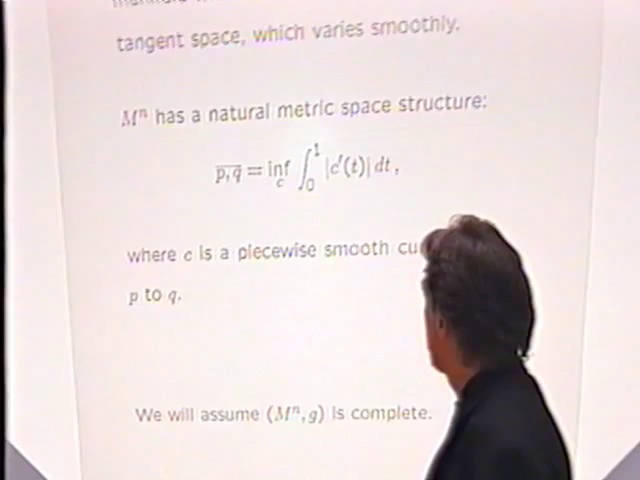 tangent space, which varies smoothly.
Mⁿ has a natural metric space structure:
p, q = inf_c ∫₀¹ |c′(t)| dt,
where c is a piecewise smooth
p to q.
We will assume (Mⁿ, g) is complete.